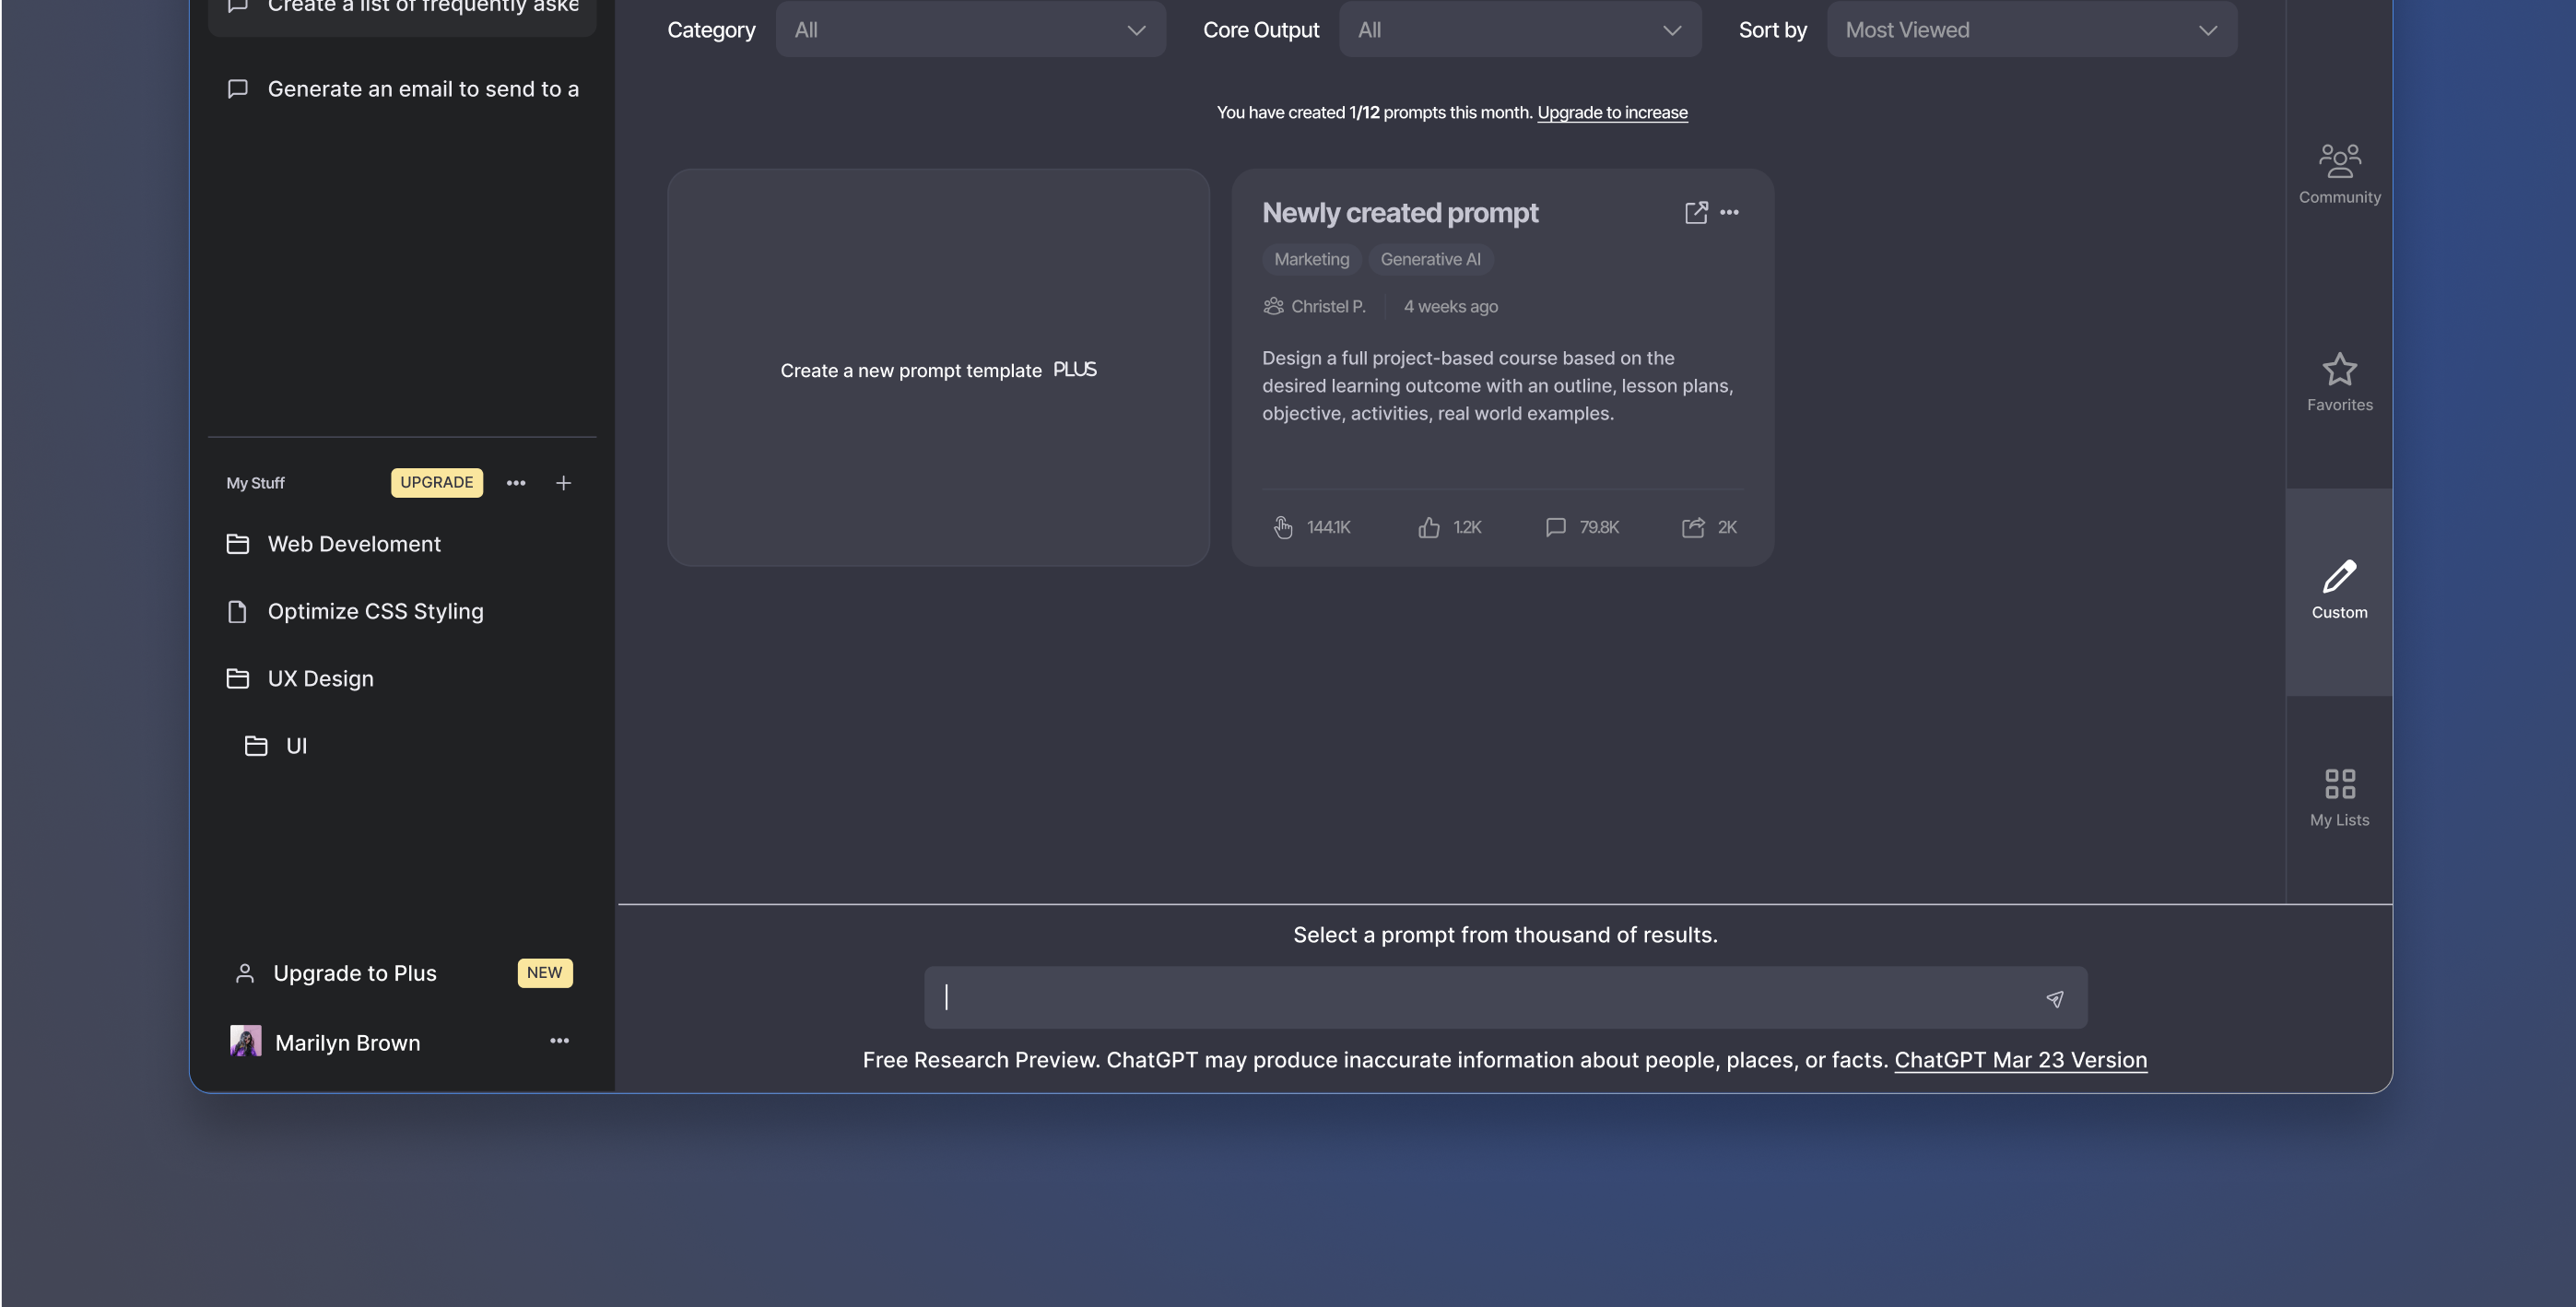 Create a list of frequently aske
Generate an email to send to a
My Stuff UPGRADE
Web Develoment
Optimize CSS Styling
UX Design
UI
Upgrade to Plus NEW
Marilyn Brown
Category All Core Output All Sort by Most Viewed
You have created 1/12 prompts this month. Upgrade to increase
Create a new prompt template PLUS
Newly created prompt
Marketing Generative AI
Christel P. 4 weeks ago
Design a full project-based course based on the
desired learning outcome with an outline, lesson plans,
objective, activities, real world examples.
144.1K 1.2K 79.8K 2K
Community
Favorites
Custom
My Lists
Select a prompt from thousand of results.
Free Research Preview. ChatGPT may produce inaccurate information about people, places, or facts. ChatGPT Mar 23 Version